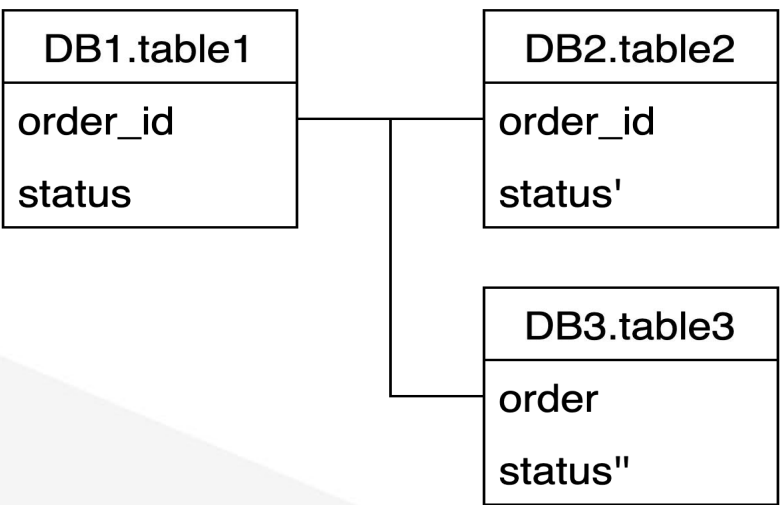 DB1.table1
order_id
status
DB2.table2
order_id
status'
DB3.table3
order
status"